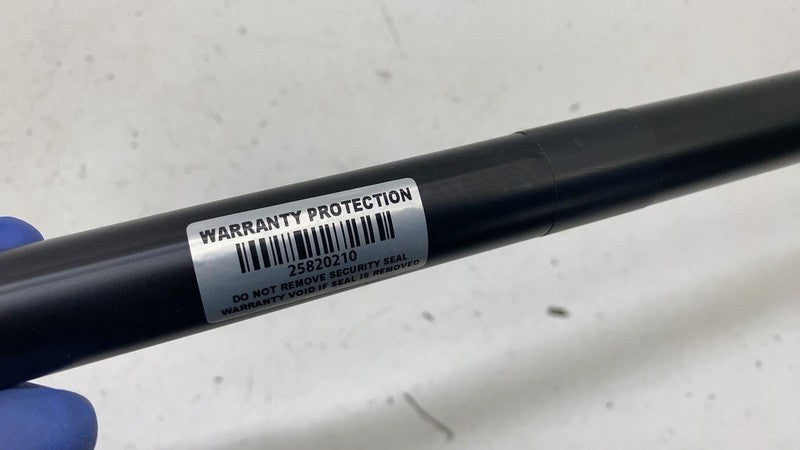 WARRANTY PROTECTION
25820210
DO NOT REMOVE SECURITY SEAL
WARRANTY VOID IF SEAL IS REMOVED